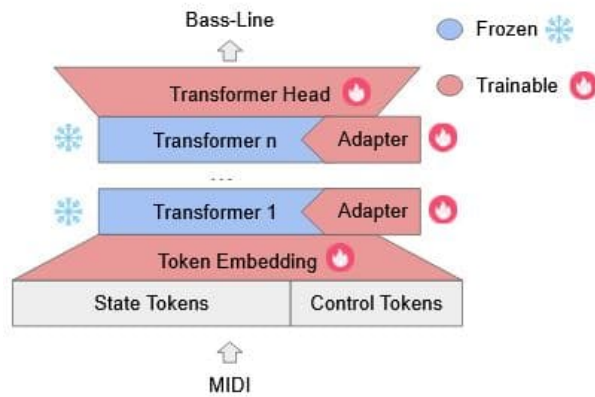 Bass-Line
Frozen
Trainable
Transformer Head
Transformer n
Adapter
...
Transformer 1
Adapter
Token Embedding
State Tokens
Control Tokens
MIDI